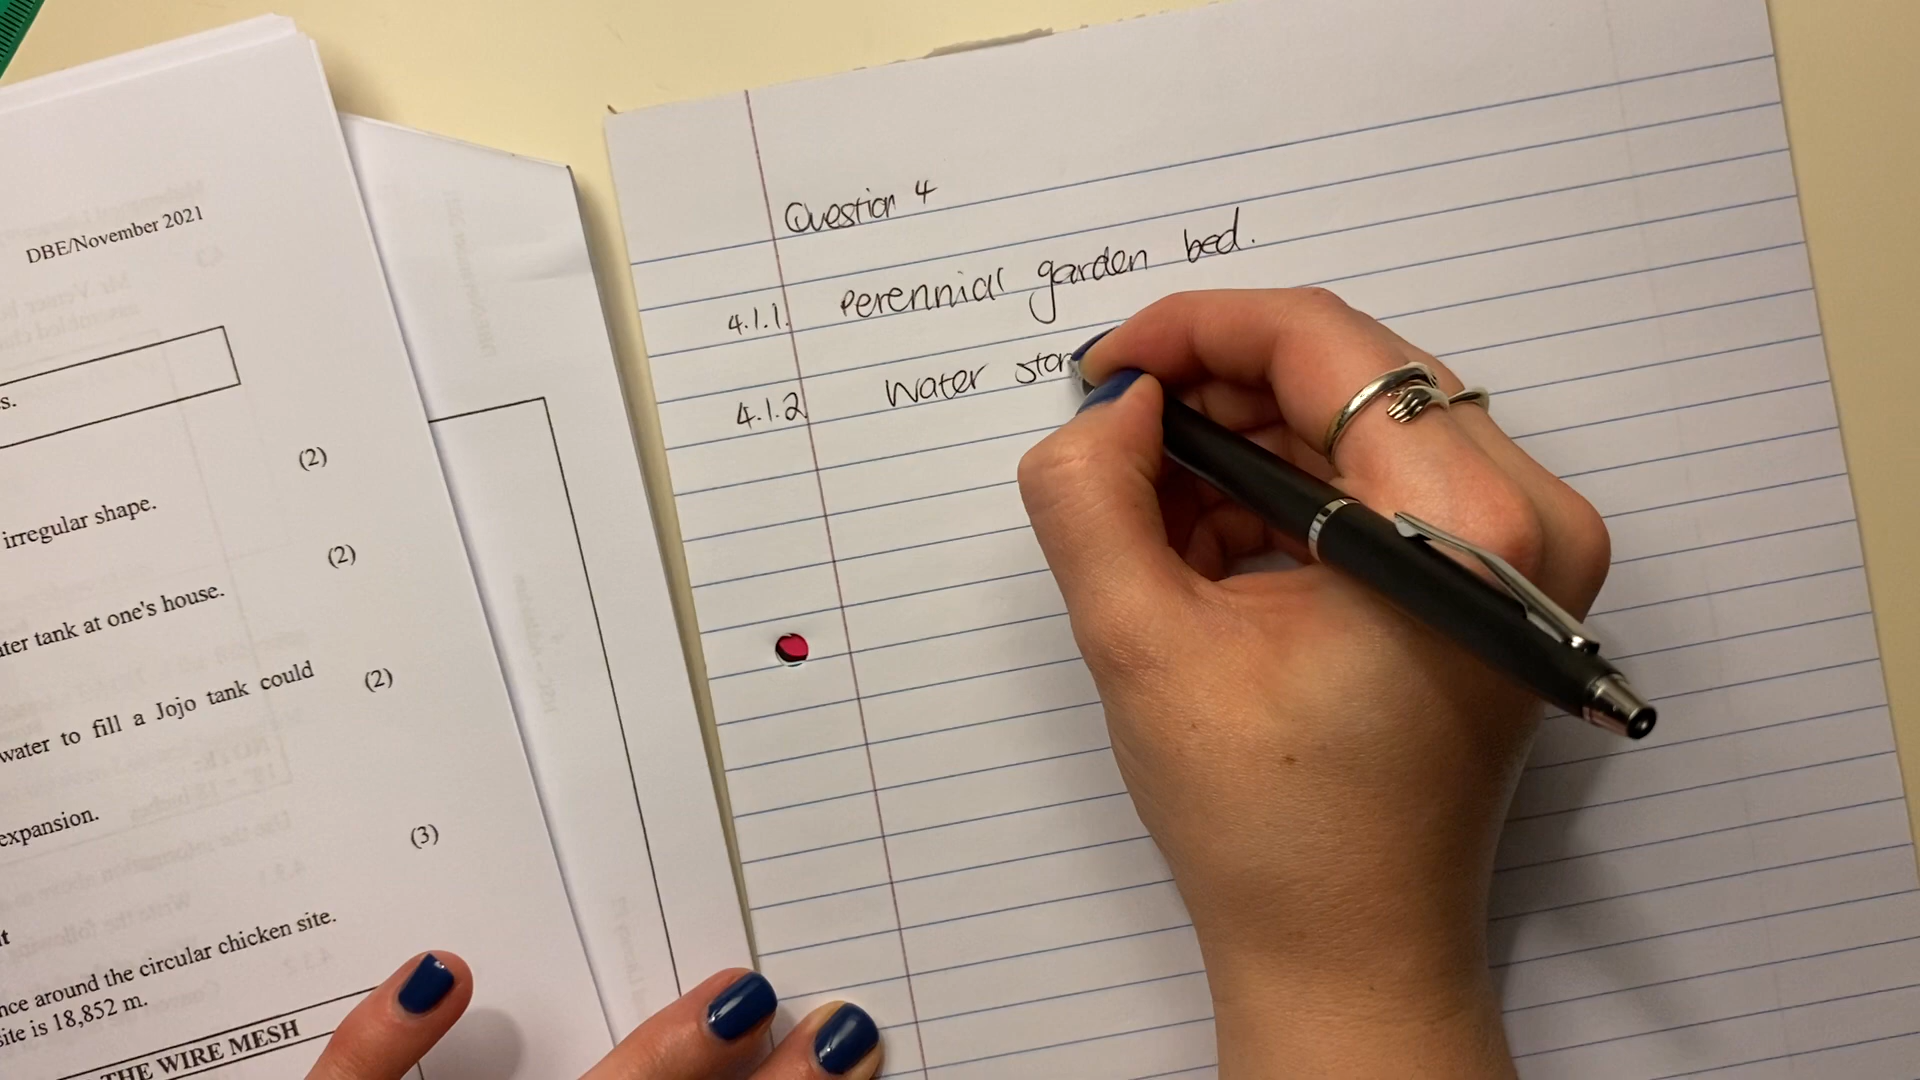 DBE/November 2021
s.
(2)
irregular shape.
(2)
ter tank at one's house.
(2)
water to fill a Jojo tank could
expansion.
(3)
t
nce around the circular chicken site.
site is 18,852 m.
THE WIRE MESH
Question 4
4.1.1. Perennial garden bed.
4.1.2 Water stor